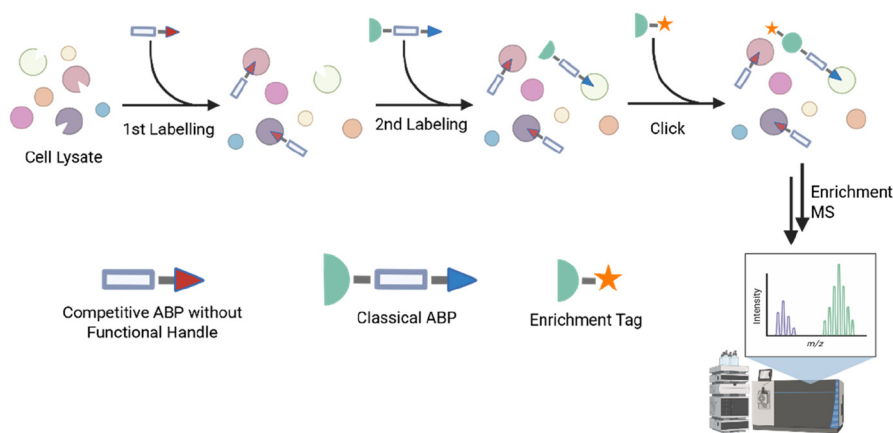 Cell Lysate
1st Labelling
2nd Labeling
Click
Enrichment
MS
Competitive ABP without
Functional Handle
Classical ABP
Enrichment Tag
Intensity
m/z